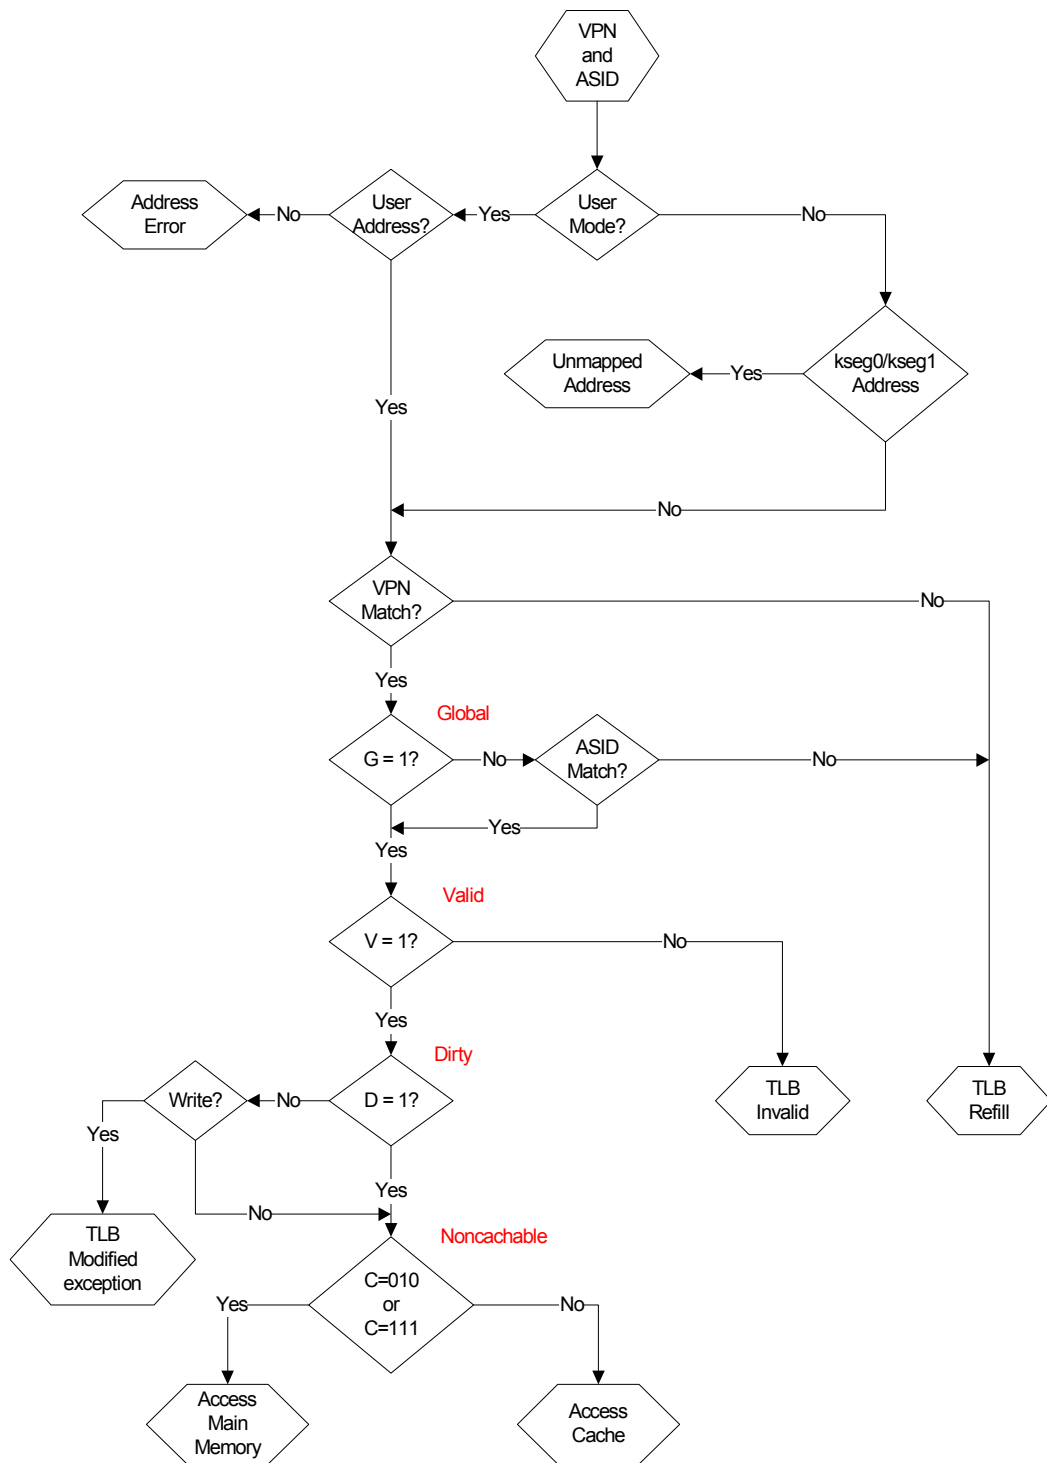 VPN
and
ASID
Address
Error
No
User
Address?
Yes
User
Mode?
No
Unmapped
Address
Yes
kseg0/kseg1
Address
Yes
No
VPN
Match?
No
Yes
Global
G = 1?
No
ASID
Match?
No
Yes
Yes
Valid
V = 1?
No
Yes
Dirty
Write?
No
D = 1?
TLB
Invalid
TLB
Refill
Yes
Yes
No
TLB
Modified
exception
Noncachable
C=010
or
C=111
Yes
No
Access
Main
Memory
Access
Cache